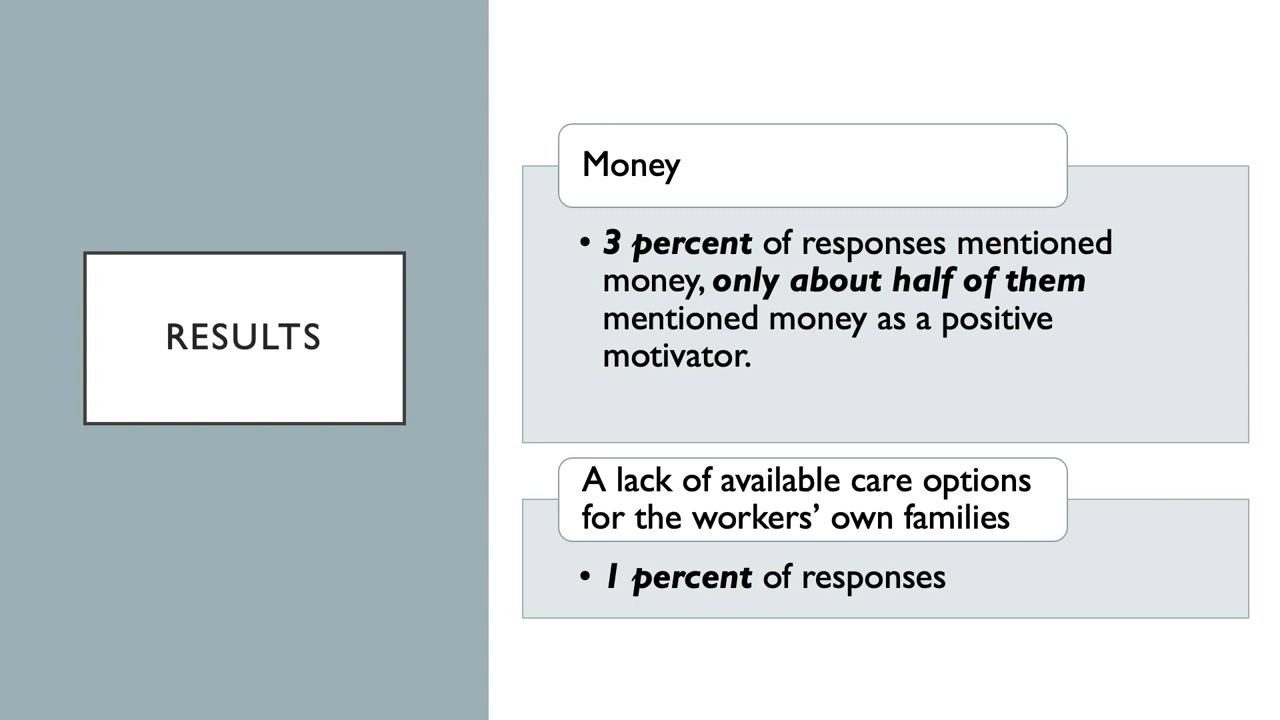 RESULTS
Money
• 3 percent of responses mentioned
money, only about half of them
mentioned money as a positive
motivator.
A lack of available care options
for the workers’ own families
• 1 percent of responses